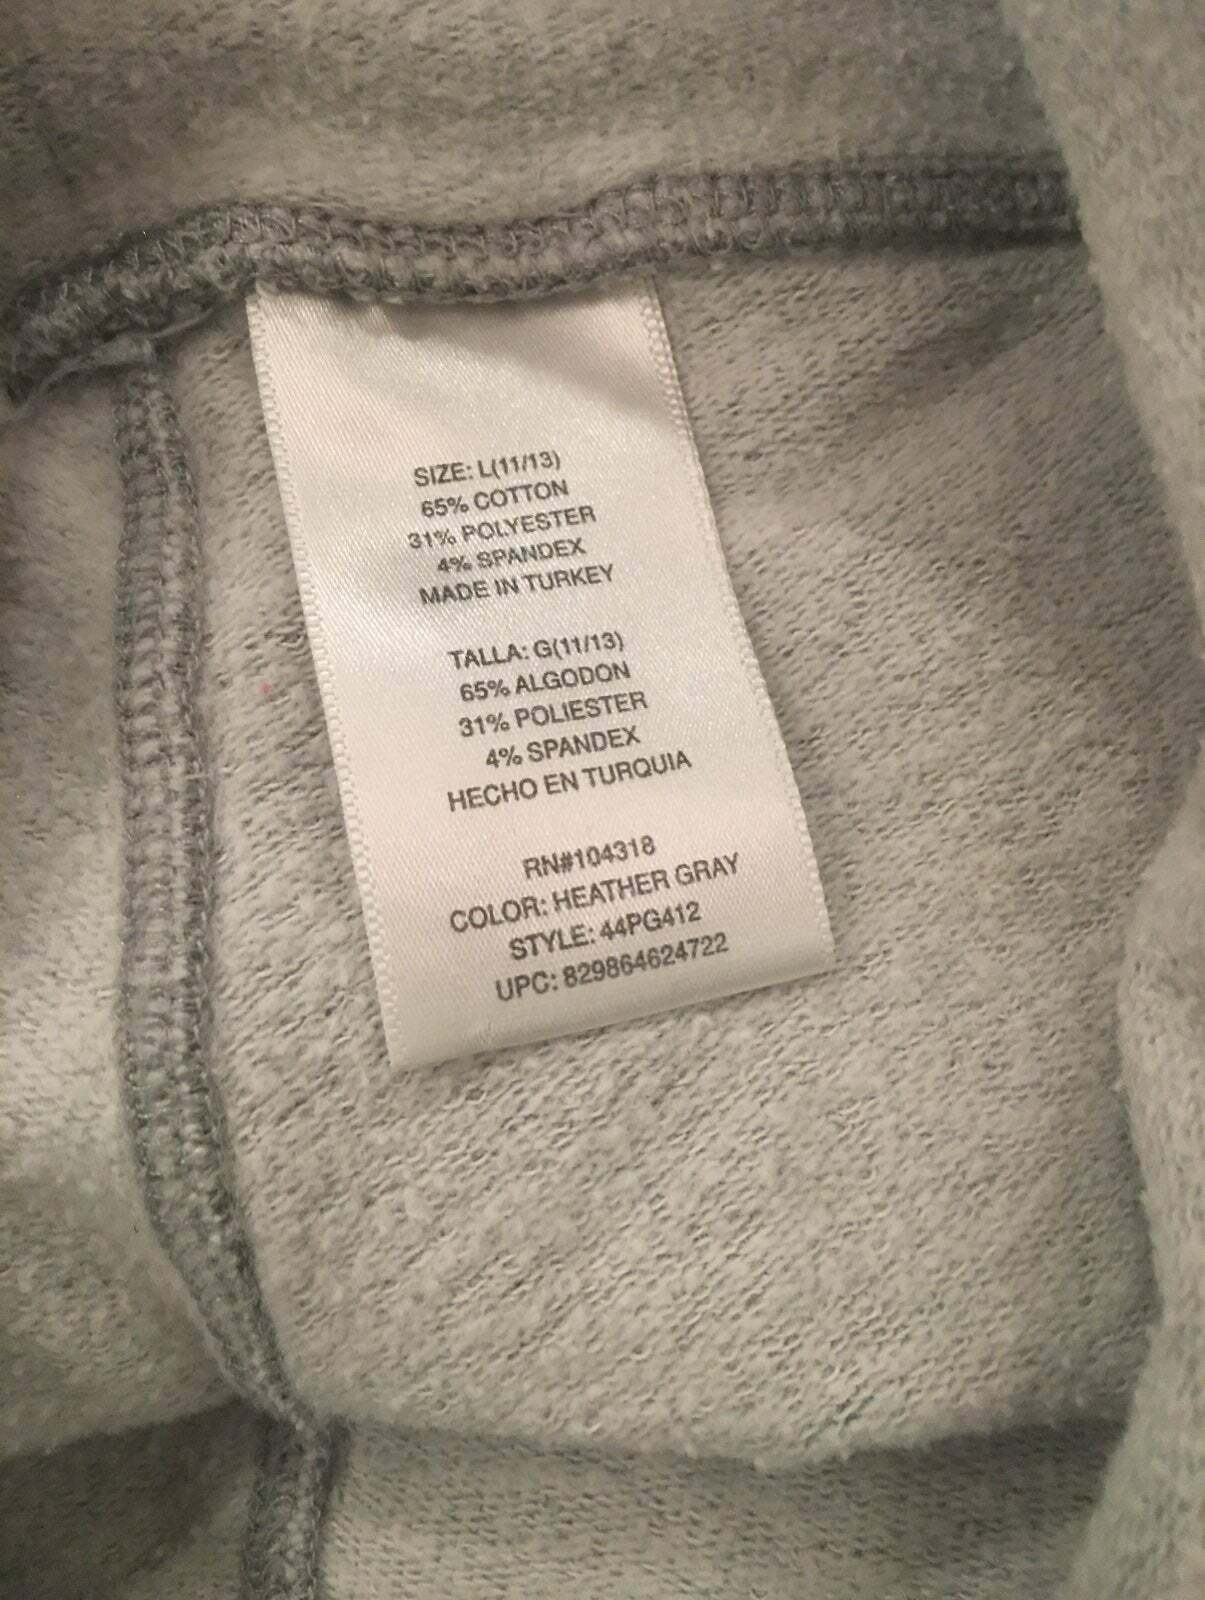 SIZE: L(11/13)
65% COTTON
31% POLYESTER
4% SPANDEX
MADE IN TURKEY
TALLA: G(11/13)
65% ALGODON
31% POLIESTER
4% SPANDEX
HECHO EN TURQUIA
RN#104318
COLOR: HEATHER GRAY
STYLE: 44PG412
UPC: 829864624722